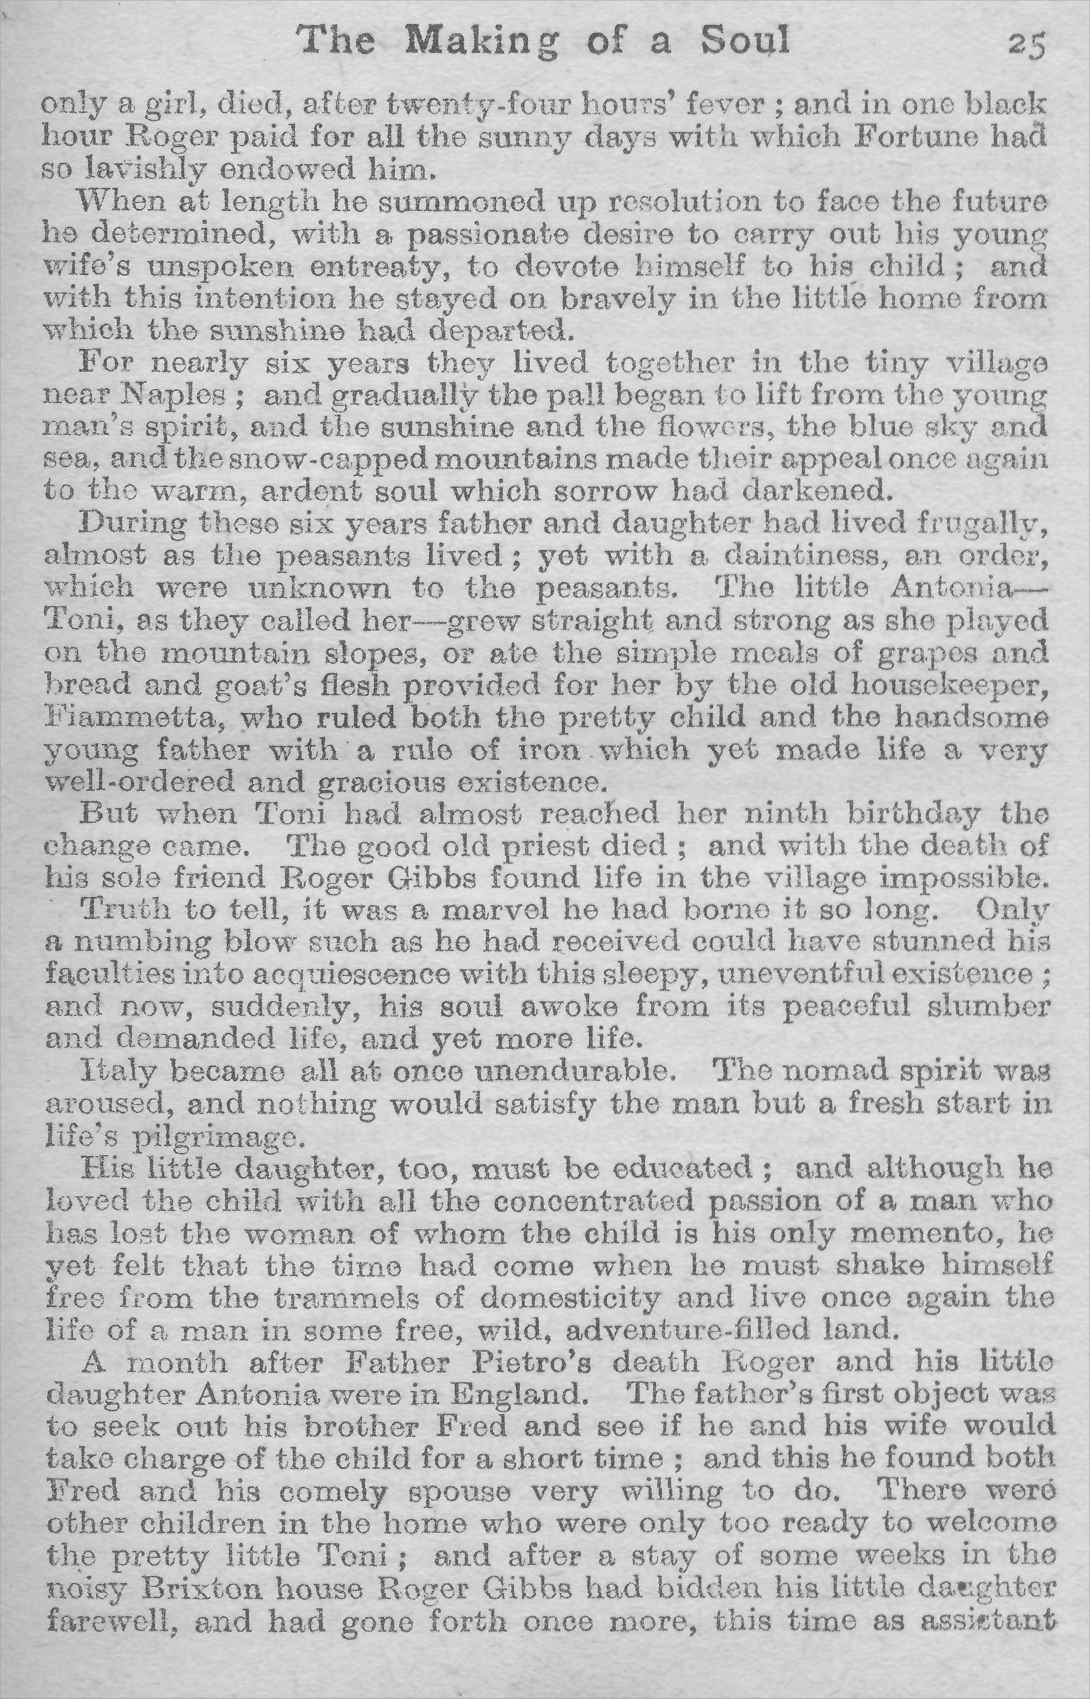 The Making of a Soul 25
only a girl, died, after twenty-four hours' fever ; and in one black
hour Roger paid for all the sunny days with which Fortune had
so lavishly endowed him.
When at length he summoned up resolution to face the future
he determined, with a passionate desire to carry out his young
wife's unspoken entreaty, to devote himself to his child ; and
with this intention he stayed on bravely in the little home from
which the sunshine had departed.
For nearly six years they lived together in the tiny village
near Naples ; and gradually the pall began to lift from the young
man's spirit, and the sunshine and the flowers, the blue sky and
sea, and the snow-capped mountains made their appeal once again
to the warm, ardent soul which sorrow had darkened.
During these six years father and daughter had lived frugally,
almost as the peasants lived ; yet with a daintiness, an order,
which were unknown to the peasants. The little Antonia—
Toni, as they called her—grew straight and strong as she played
on the mountain slopes, or ate the simple meals of grapes and
bread and goat's flesh provided for her by the old housekeeper,
Fiammetta, who ruled both the pretty child and the handsome
young father with a rule of iron which yet made life a very
well-ordered and gracious existence.
But when Toni had almost reached her ninth birthday the
change came. The good old priest died ; and with the death of
his sole friend Roger Gibbs found life in the village impossible.
Truth to tell, it was a marvel he had borne it so long. Only
a numbing blow such as he had received could have stunned his
faculties into acquiescence with this sleepy, uneventful existence ;
and now, suddenly, his soul awoke from its peaceful slumber
and demanded life, and yet more life.
Italy became all at once unendurable. The nomad spirit was
aroused, and nothing would satisfy the man but a fresh start in
life's pilgrimage.
His little daughter, too, must be educated ; and although he
loved the child with all the concentrated passion of a man who
has lost the woman of whom the child is his only memento, he
yet felt that the time had come when he must shake himself
free from the trammels of domesticity and live once again the
life of a man in some free, wild, adventure-filled land.
A month after Father Pietro's death Roger and his little
daughter Antonia were in England. The father's first object was
to seek out his brother Fred and see if he and his wife would
take charge of the child for a short time ; and this he found both
Fred and his comely spouse very willing to do. There were
other children in the home who were only too ready to welcome
the pretty little Toni ; and after a stay of some weeks in the
noisy Brixton house Roger Gibbs had bidden his little daughter
farewell, and had gone forth once more, this time as assistant